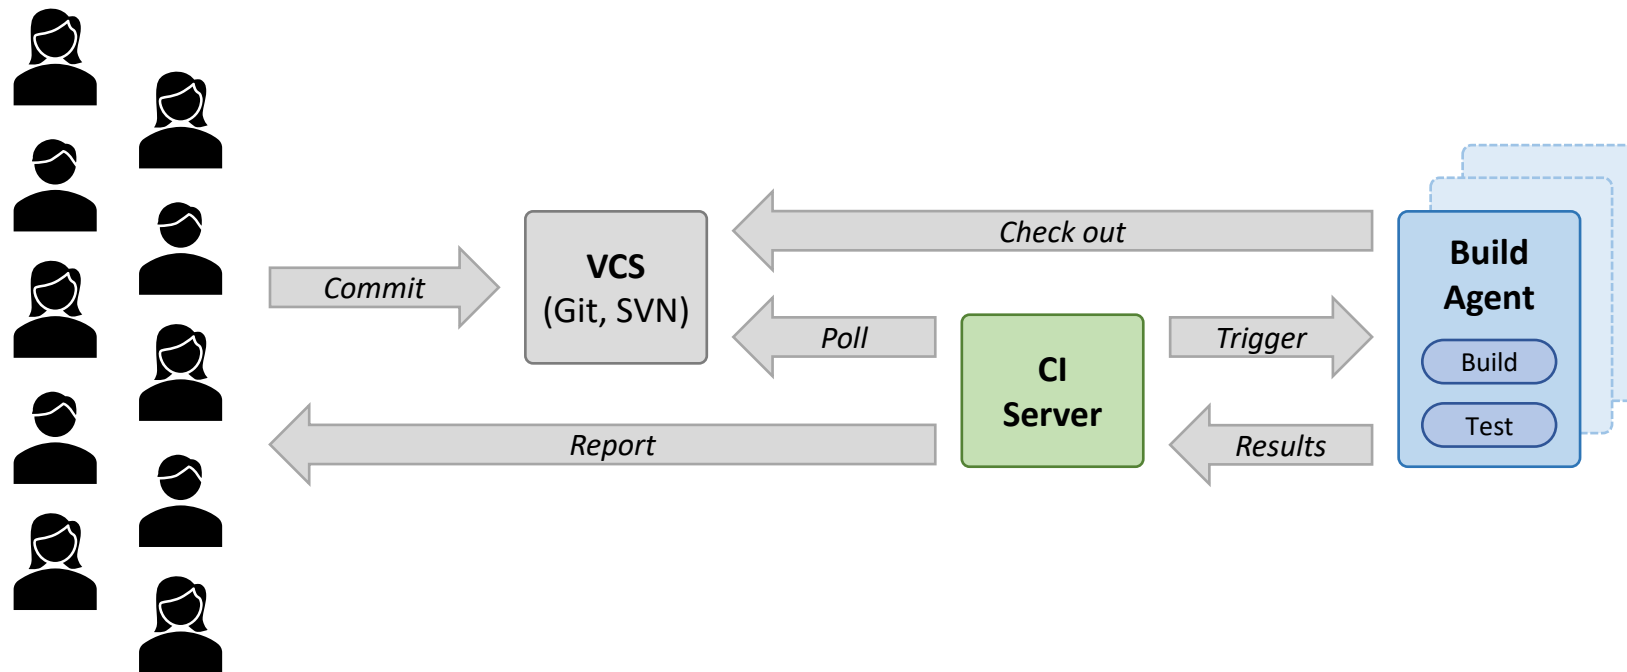 Commit
VCS
(Git, SVN)
Check out
Poll
CI
Server
Trigger
Build
Agent
Build
Test
Report
Results